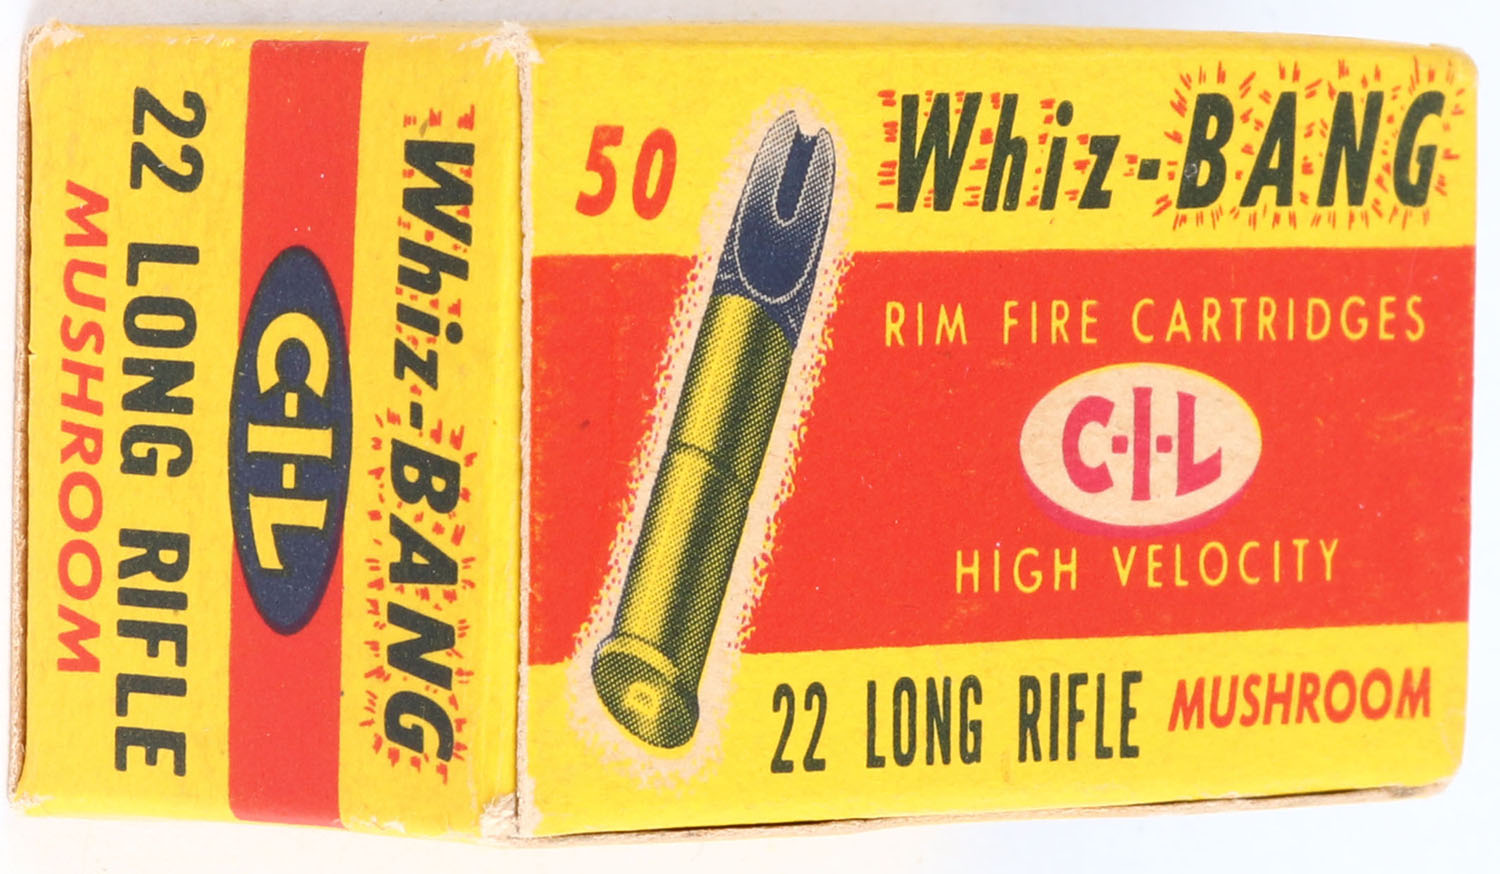 50
Whiz-BANG
RIM FIRE CARTRIDGES
C-I-L
HIGH VELOCITY
22 LONG RIFLE MUSHROOM
Whiz-BANG
C-I-L
22 LONG RIFLE
MUSHROOM